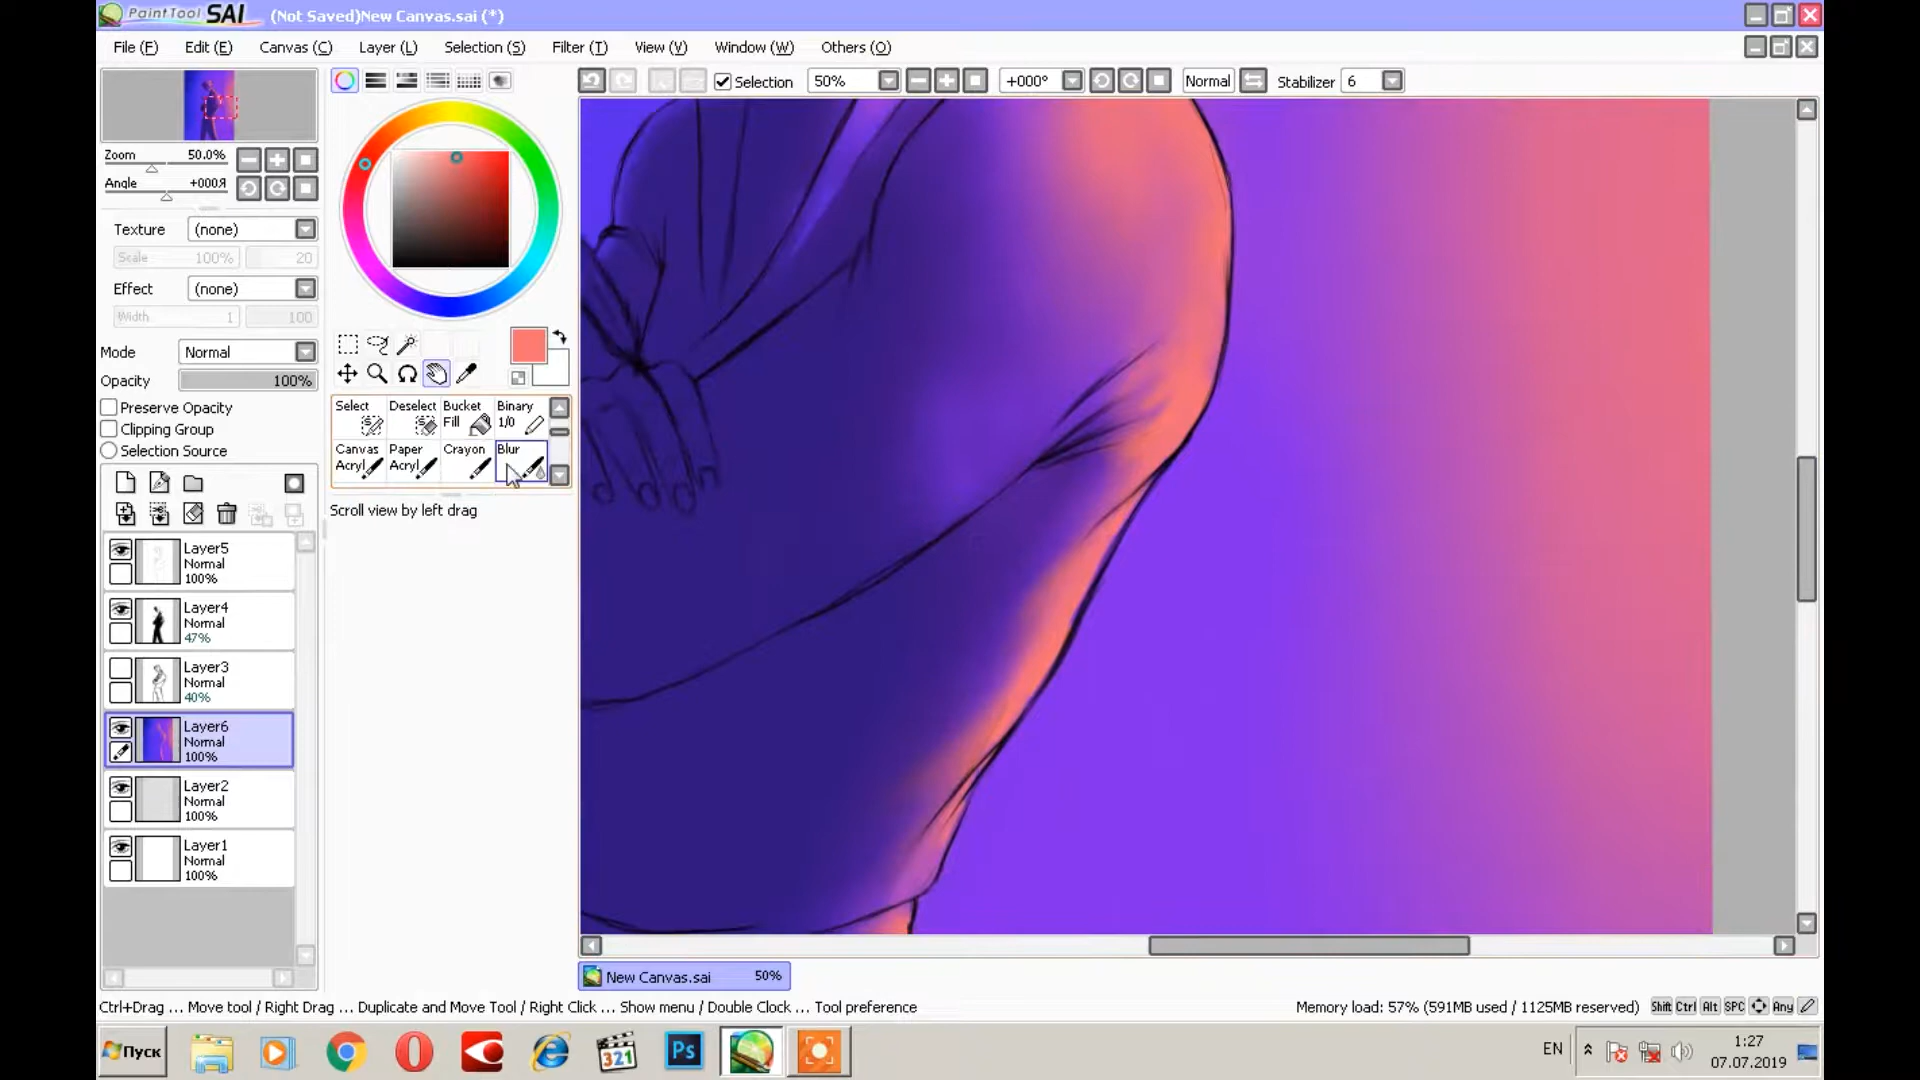 PaintTool SAI (Not Saved)New Canvas.sai (*)
File (F) Edit (E) Canvas (C) Layer (L) Selection (S) Filter (T) View (V) Window (W) Others (O)
Selection 50% +000° Normal Stabilizer 6
Zoom 50.0%
Angle +000Я
Texture (none)
Scale 100% 20
Effect (none)
Width 1 100
Mode Normal
Opacity 100%
Preserve Opacity
Clipping Group
Selection Source
Select Deselect Bucket Fill Binary 1/0
Canvas Acryl Paper Acryl Crayon Blur
Scroll view by left drag
Layer5
Normal
100%
Layer4
Normal
47%
Layer3
Normal
40%
Layer6
Normal
100%
Layer2
Normal
100%
Layer1
Normal
100%
New Canvas.sai 50%
Ctrl+Drag ... Move tool / Right Drag ... Duplicate and Move Tool / Right Click ... Show menu / Double Clock ... Tool preference
Memory load: 57% (591MB used / 1125MB reserved) Shift Ctrl Alt SPC Any
Пуск 321 Ps EN 1:27
07.07.2019